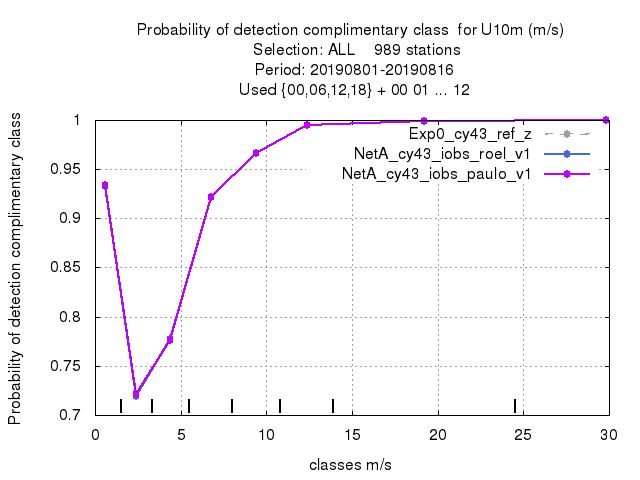 Probability of detection complimentary class  for U10m (m/s)
Selection: ALL    989 stations
Period: 20190801-20190816
Used {00,06,12,18} + 00 01 ... 12
Probability of detection complimentary class
1
0.95
0.9
0.85
0.8
0.75
0.7
Exp0_cy43_ref_z
NetA_cy43_iobs_roel_v1
NetA_cy43_iobs_paulo_v1
0 5 10 15 20 25 30
classes m/s